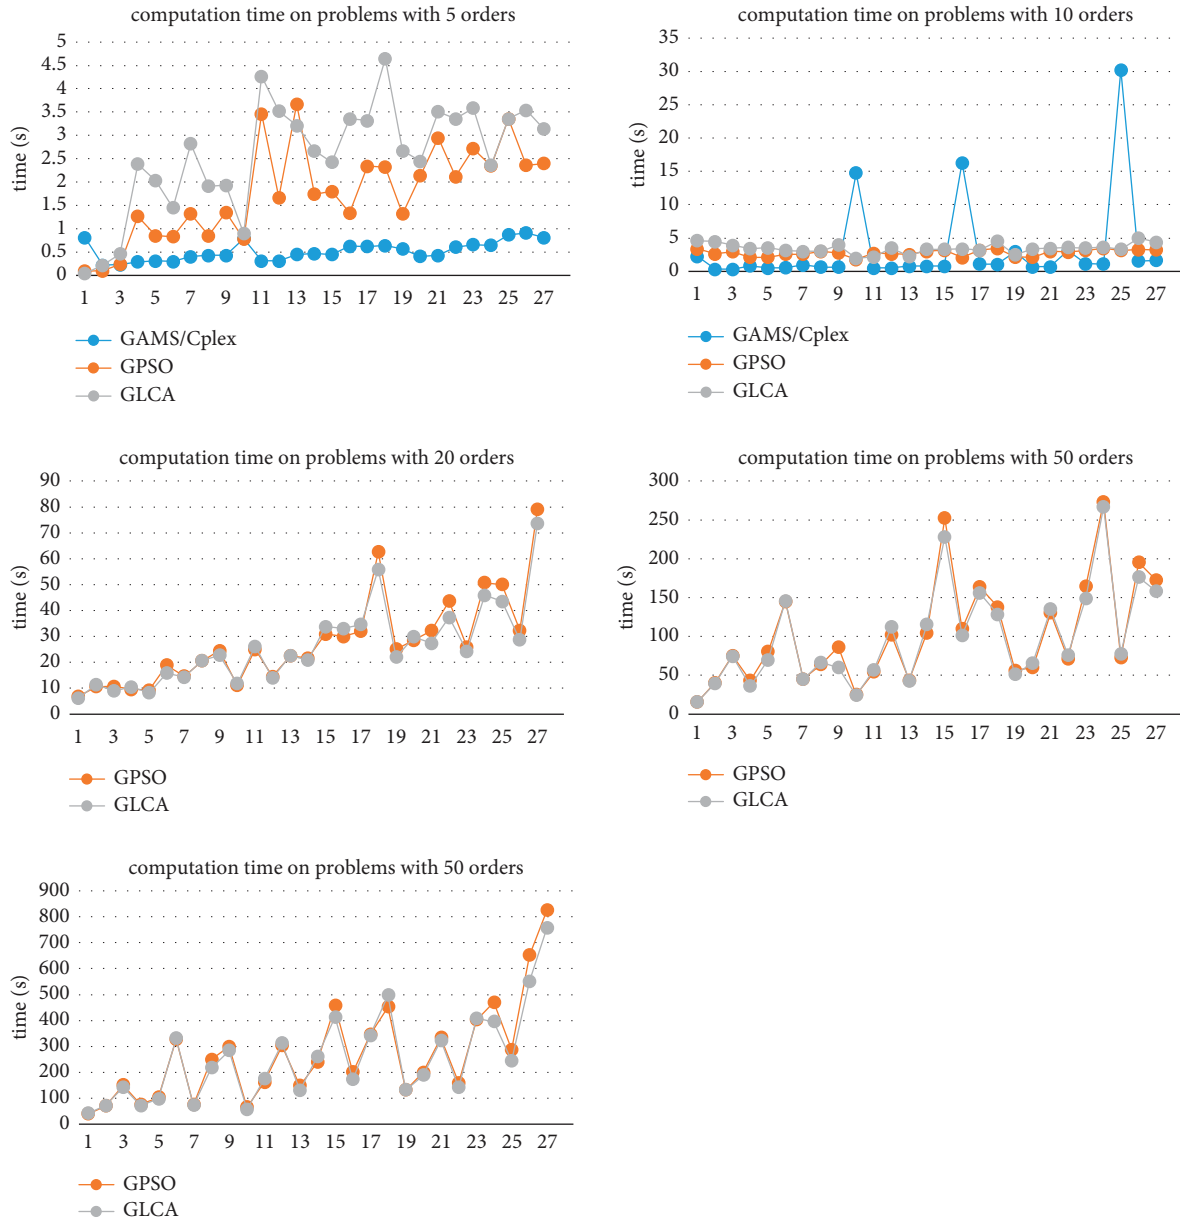 computation time on problems with 5 orders
5
4.5
4
3.5
3
2.5
2
1.5
1
0.5
0
time (s)
1 3 5 7 9 11 13 15 17 19 21 23 25 27
GAMS/Cplex
GPSO
GLCA
computation time on problems with 10 orders
35
30
25
20
15
10
5
0
time (s)
1 3 5 7 9 11 13 15 17 19 21 23 25 27
GAMS/Cplex
GPSO
GLCA
computation time on problems with 20 orders
90
80
70
60
50
40
30
20
10
0
time (s)
1 3 5 7 9 11 13 15 17 19 21 23 25 27
GPSO
GLCA
computation time on problems with 50 orders
300
250
200
150
100
50
0
time (s)
1 3 5 7 9 11 13 15 17 19 21 23 25 27
GPSO
GLCA
computation time on problems with 50 orders
900
800
700
600
500
400
300
200
100
0
time (s)
1 3 5 7 9 11 13 15 17 19 21 23 25 27
GPSO
GLCA